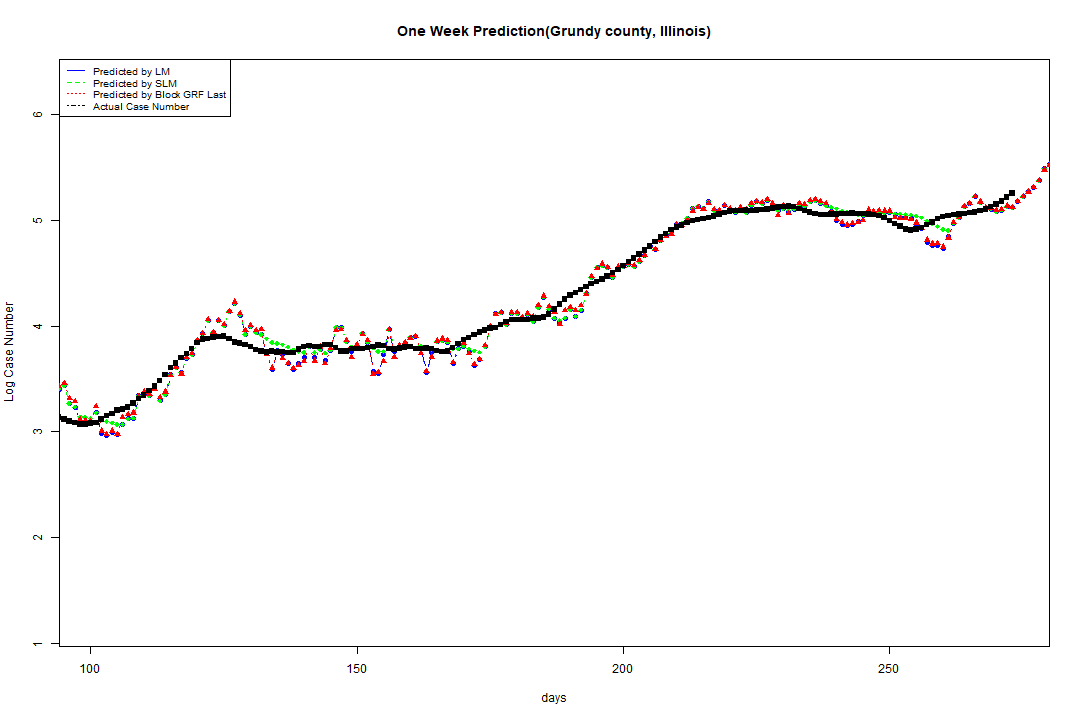 One Week Prediction(Grundy county, Illinois)
Predicted by LM
Predicted by SLM
Predicted by Block GRF Last
Actual Case Number
6
5
4
3
2
1
Log Case Number
100 150 200 250
days